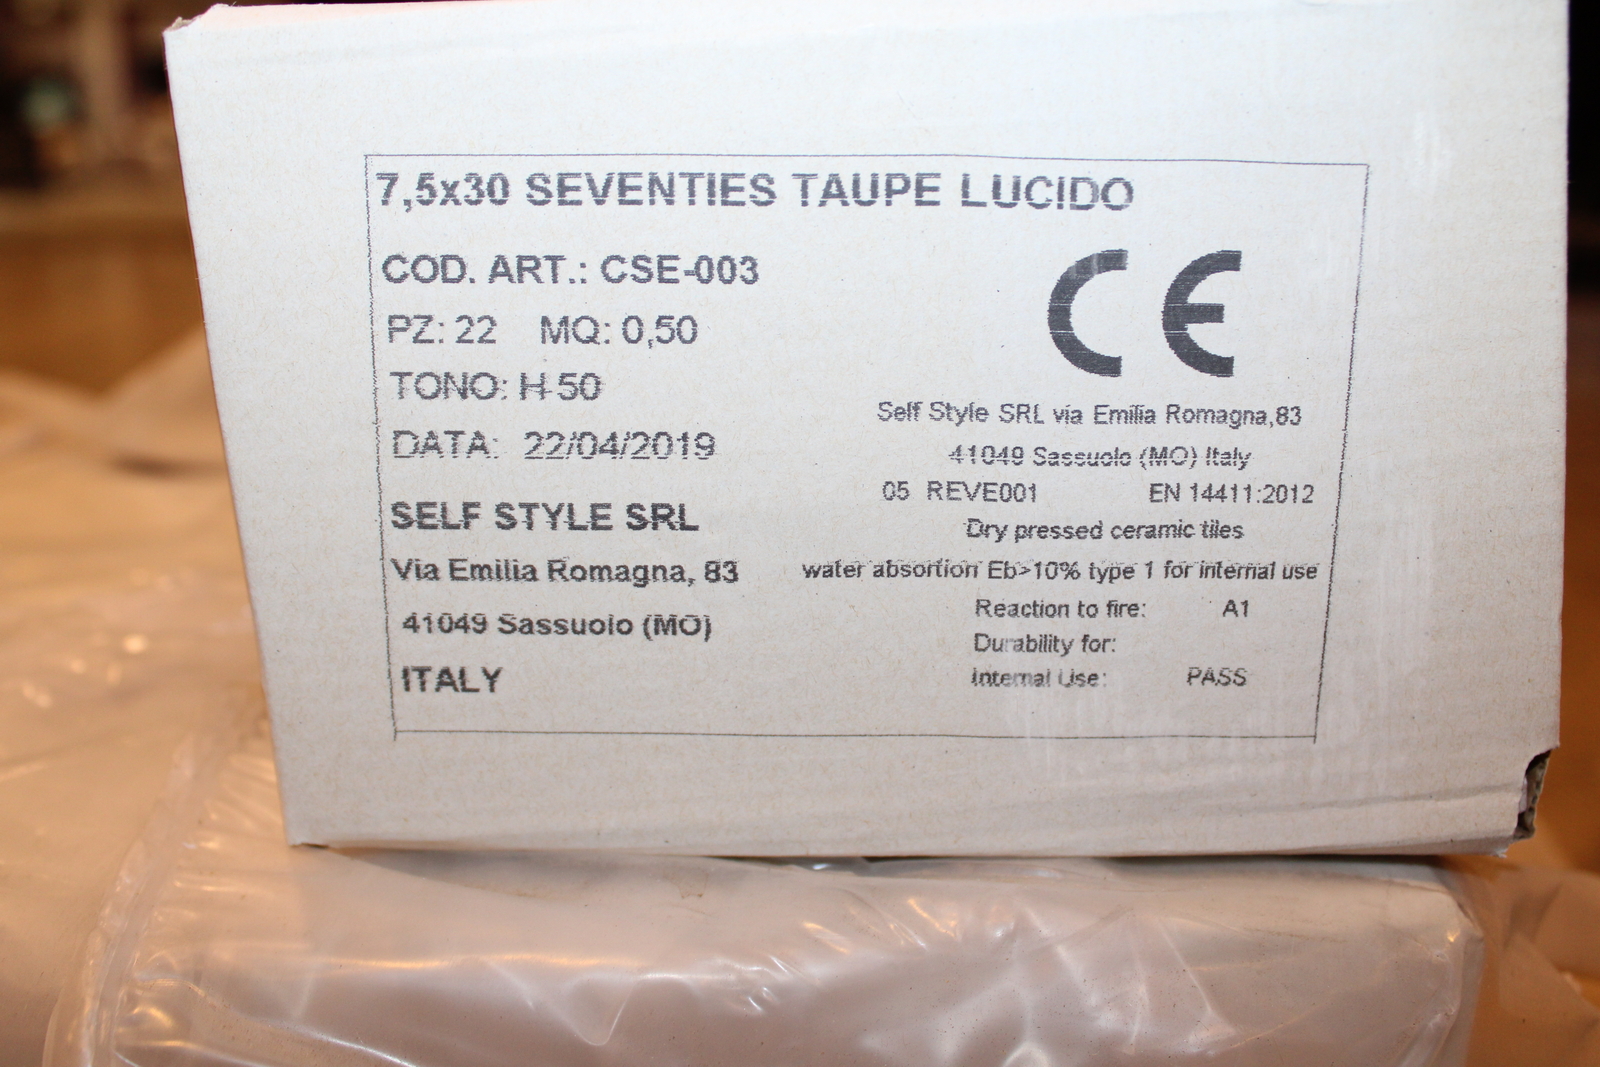 7,5x30 SEVENTIES TAUPE LUCIDO
COD. ART.: CSE-003
PZ: 22 MQ: 0,50
TONO: H 50
DATA: 22/04/2019
SELF STYLE SRL
Via Emilia Romagna, 83
41049 Sassuolo (MO)
ITALY
CE
Self Style SRL via Emilia Romagna,83
41049 Sassuolo (MO) Italy
05 REVE001 EN 14411:2012
Dry pressed ceramic tiles
water absortion Eb>10% type 1 for internal use
Reaction to fire: A1
Durability for:
Internal Use: PASS